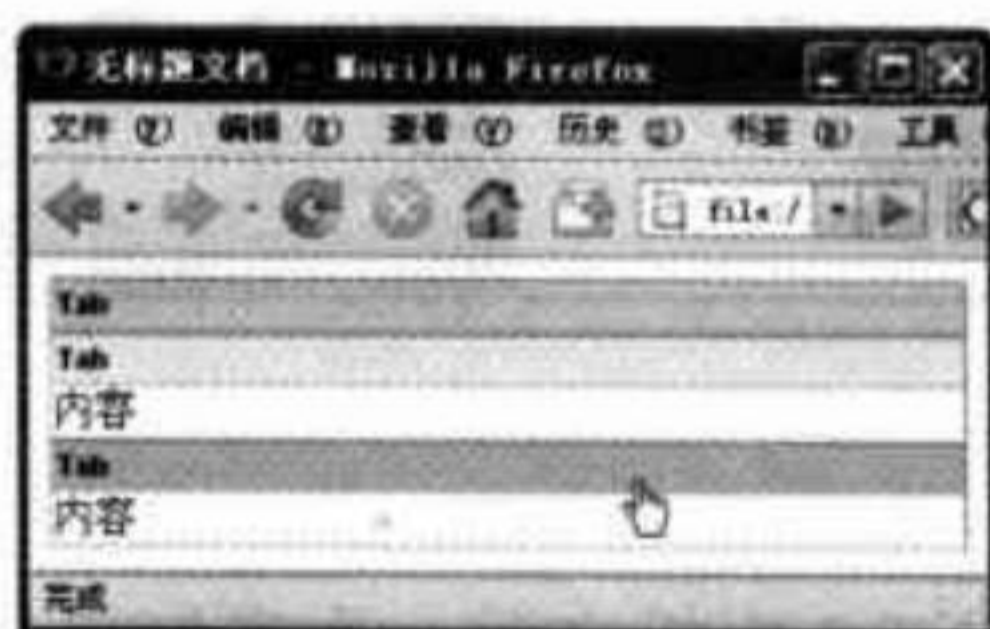 无标题文档 - Mozilla Firefox
文件 (F) 编辑 (E) 查看 (V) 历史 (S) 书签 (B) 工具
file /
Tab
Tab
内容
Tab
内容
完成